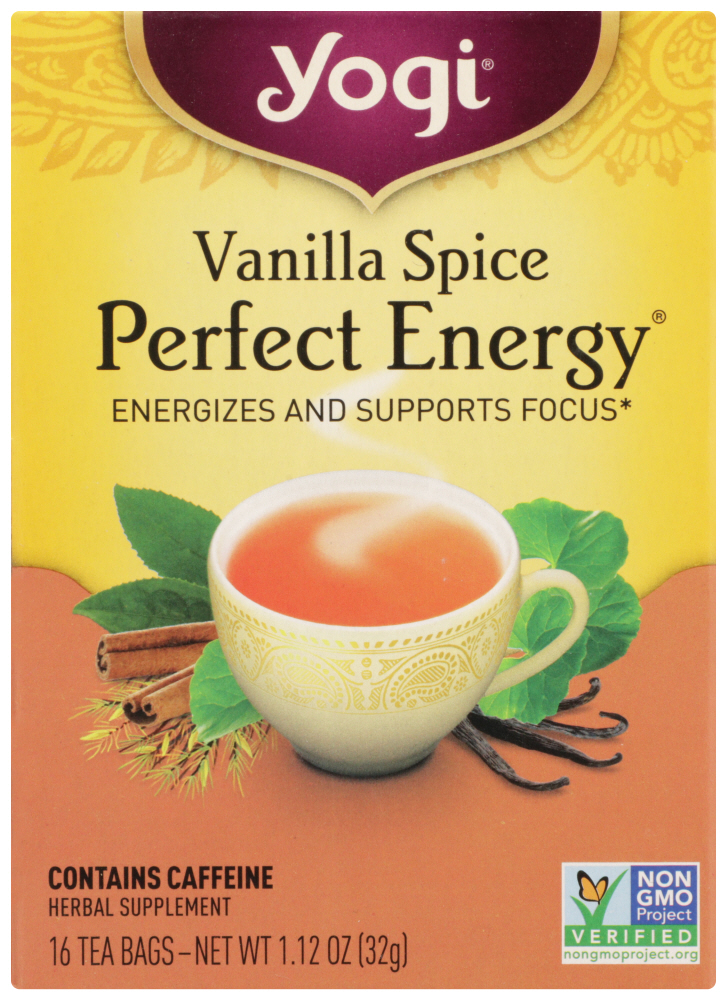 yogi®
Vanilla Spice
Perfect Energy®
ENERGIZES AND SUPPORTS FOCUS*
CONTAINS CAFFEINE
HERBAL SUPPLEMENT
16 TEA BAGS – NET WT 1.12 OZ (32g)
NON
GMO
Project
VERIFIED
nongmoproject.org